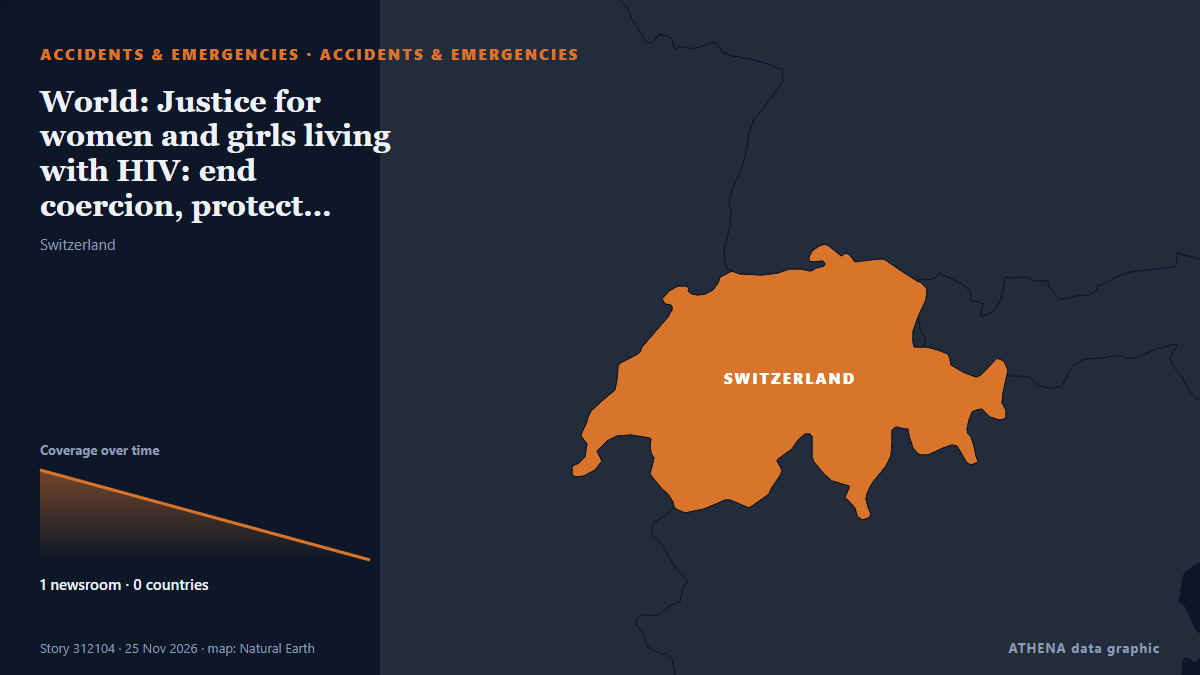 ACCIDENTS & EMERGENCIES · ACCIDENTS & EMERGENCIES
World: Justice for
women and girls living
with HIV: end
coercion, protect...
Switzerland
SWITZERLAND
Coverage over time
1 newsroom · 0 countries
Story 312104 · 25 Nov 2026 · map: Natural Earth
ATHENA data graphic